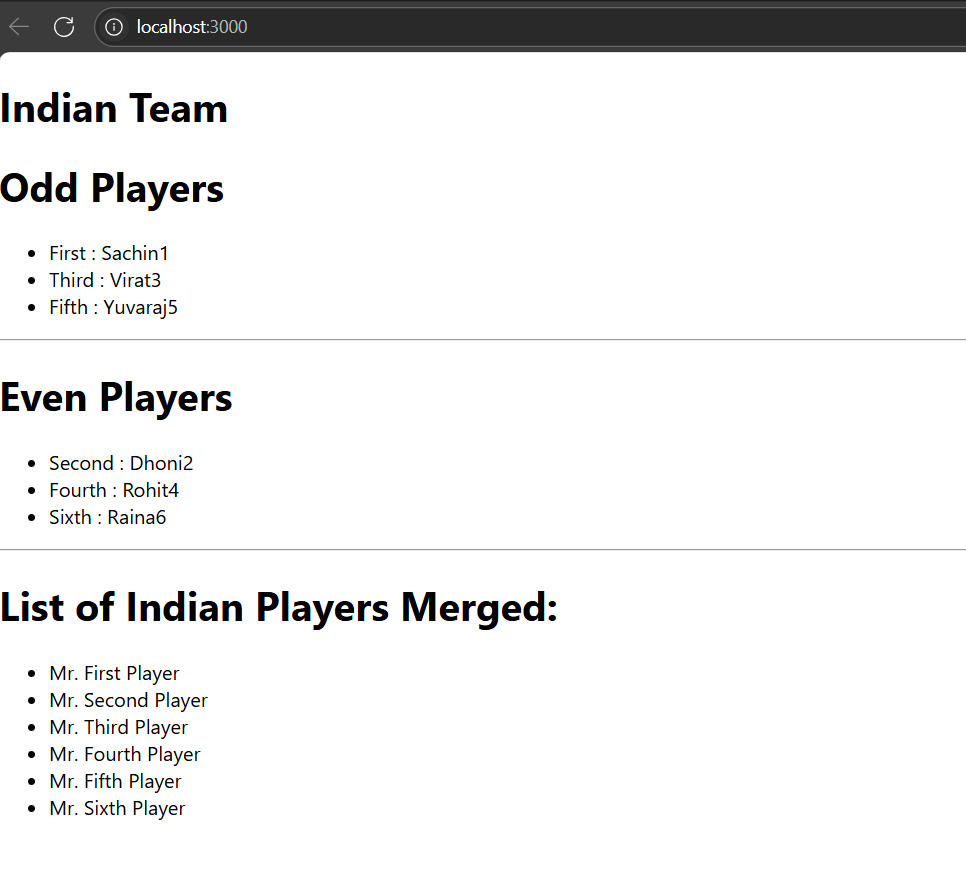 localhost:3000
Indian Team
Odd Players
First : Sachin1
Third : Virat3
Fifth : Yuvaraj5
Even Players
Second : Dhoni2
Fourth : Rohit4
Sixth : Raina6
List of Indian Players Merged:
Mr. First Player
Mr. Second Player
Mr. Third Player
Mr. Fourth Player
Mr. Fifth Player
Mr. Sixth Player